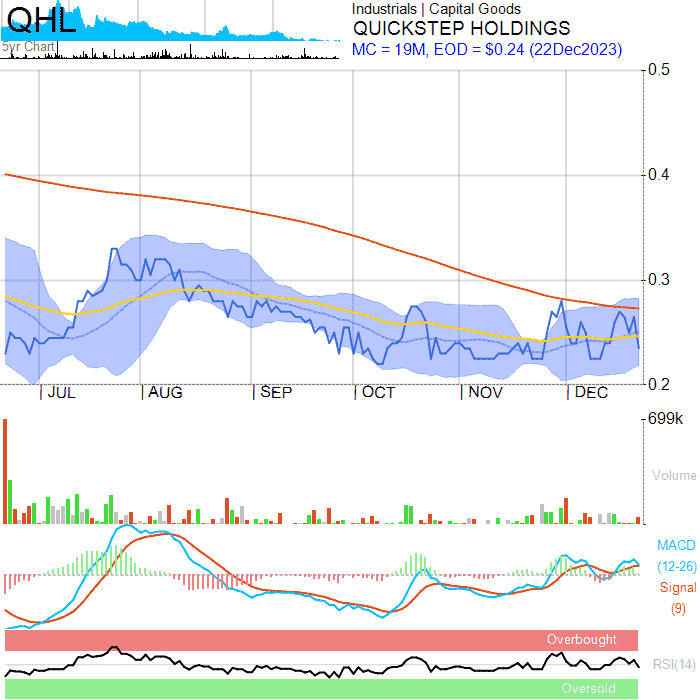 QHL
5yr Chart
Industrials | Capital Goods
QUICKSTEP HOLDINGS
MC = 19M, EOD = $0.24 (22Dec2023)
0.5
0.4
0.3
0.2
JUL AUG SEP OCT NOV DEC
699k
Volume
MACD
(12-26)
Signal
(9)
Overbought
RSI(14)
Oversold